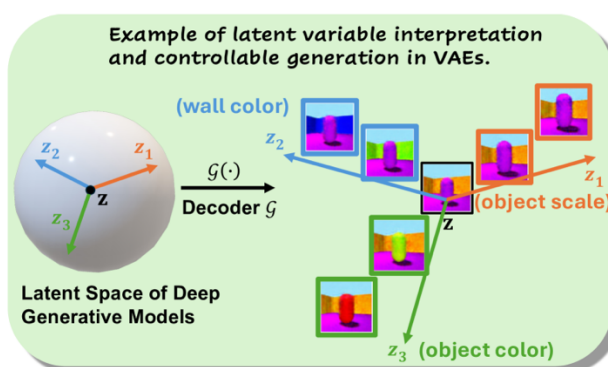 Example of latent variable interpretation
and controllable generation in VAEs.
(wall color)
z₂
z₁
z₂
z
z₃
𝒢(·)
Decoder 𝒢
z₁
(object scale)
z
Latent Space of Deep
Generative Models
z₃ (object color)